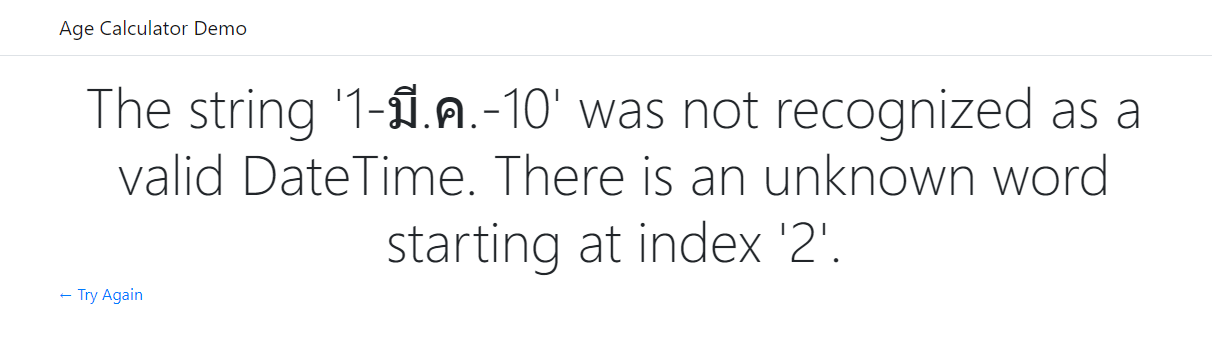 Age Calculator Demo
The string '1-มี.ค.-10' was not recognized as a
valid DateTime. There is an unknown word
starting at index '2'.
← Try Again